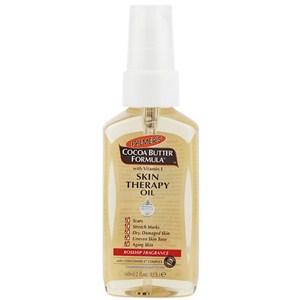 PALMER'S
COCOA BUTTER
FORMULA
with Vitamin E
SKIN
THERAPY
OIL
Scars
Stretch Marks
Dry, Damaged Skin
Uneven Skin Tone
Aging Skin
ROSEHIP FRAGRANCE